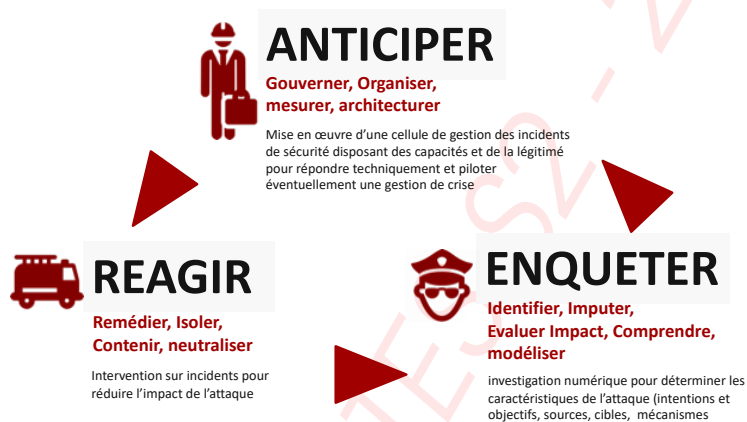 ANTICIPER
Gouverner, Organiser,
mesurer, architecturer
Mise en œuvre d'une cellule de gestion des incidents
de sécurité disposant des capacités et de la légitimé
pour répondre techniquement et piloter
éventuellement une gestion de crise
REAGIR
Remédier, Isoler,
Contenir, neutraliser
Intervention sur incidents pour
réduire l'impact de l'attaque
ENQUETER
Identifier, Imputer,
Evaluer Impact, Comprendre,
modéliser
investigation numérique pour déterminer les
caractéristiques de l'attaque (intentions et
objectifs, sources, cibles, mécanismes